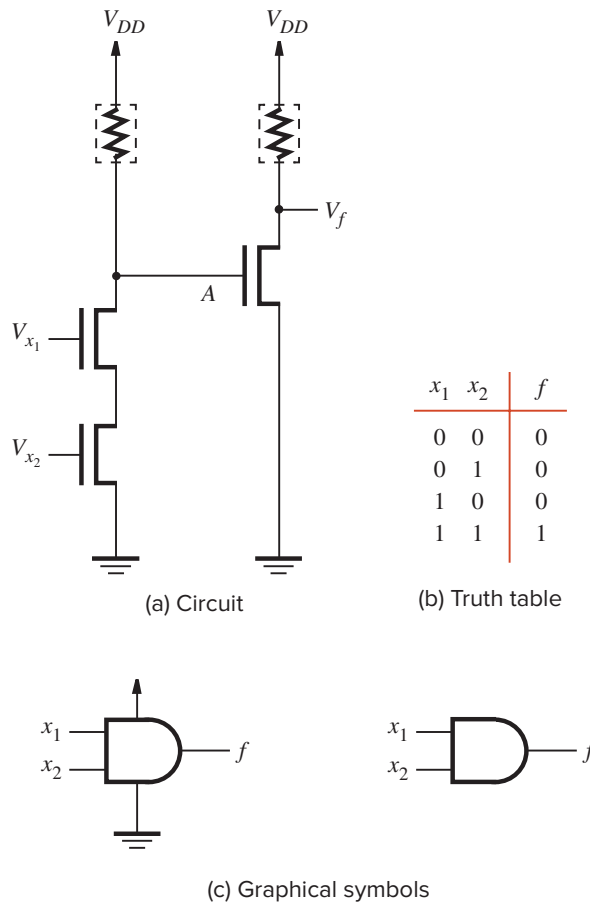 V_DD V_DD
V_f
A
V_x₁
V_x₂
x₁ x₂ f
0 0 0
0 1 0
1 0 0
1 1 1
(a) Circuit
(b) Truth table
x₁
x₂
f
x₁
x₂
f
(c) Graphical symbols